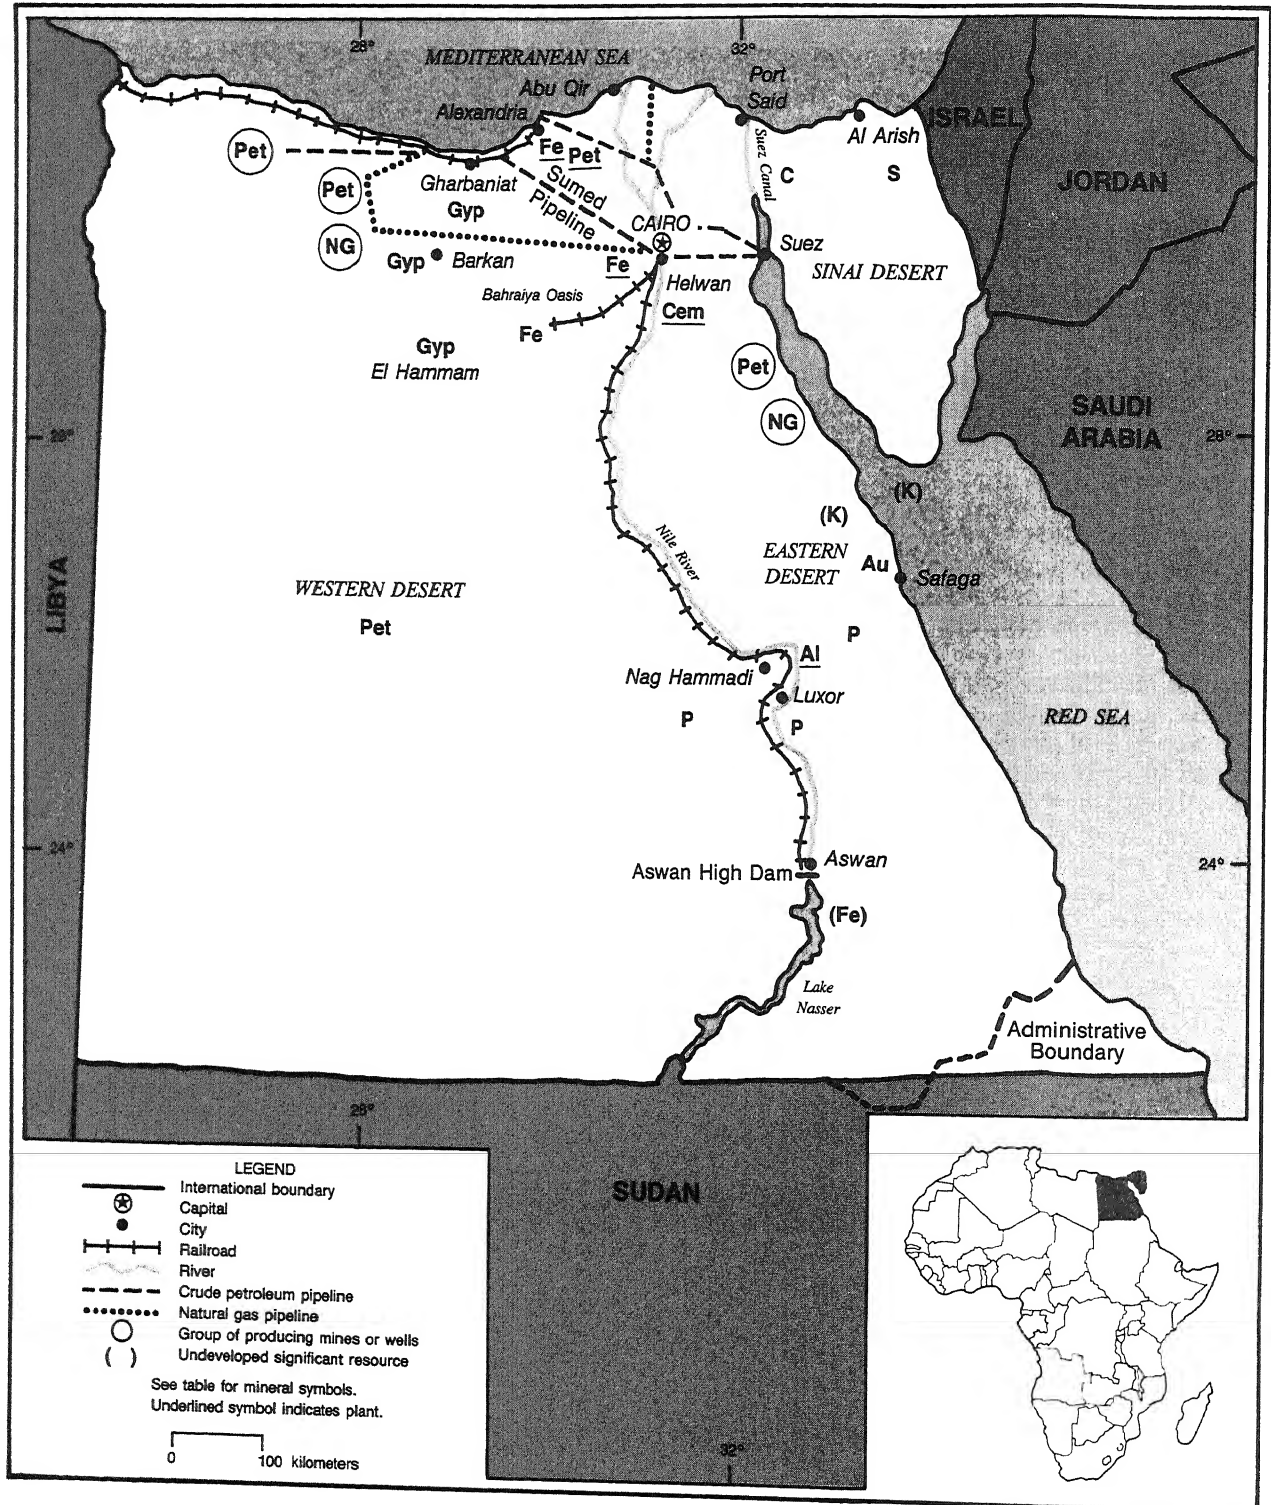 28°
32°
MEDITERRANEAN SEA
Abu Qir
Port
Said
Alexandria
Al Arish
ISRAEL
Suez Canal
JORDAN
Pet
Fe
Pet
C
S
Pet
Gharbaniat
Gyp
Sumed
Pipeline
CAIRO
NG
Gyp
Barkan
Fe
Suez
SINAI DESERT
Helwan
Bahraiya Oasis
Cem
Fe
Gyp
El Hammam
Pet
NG
SAUDI
ARABIA
28°
28°
(K)
(K)
Nile River
EASTERN
DESERT
Au
Safaga
LIBYA
WESTERN DESERT
Pet
P
Al
Nag Hammadi
Luxor
P
P
RED SEA
24°
24°
Aswan
Aswan High Dam
(Fe)
Lake
Nasser
Administrative
Boundary
28°
SUDAN
32°
LEGEND
International boundary
Capital
City
Railroad
River
Crude petroleum pipeline
Natural gas pipeline
Group of producing mines or wells
( ) Undeveloped significant resource
See table for mineral symbols.
Underlined symbol indicates plant.
0 100 kilometers